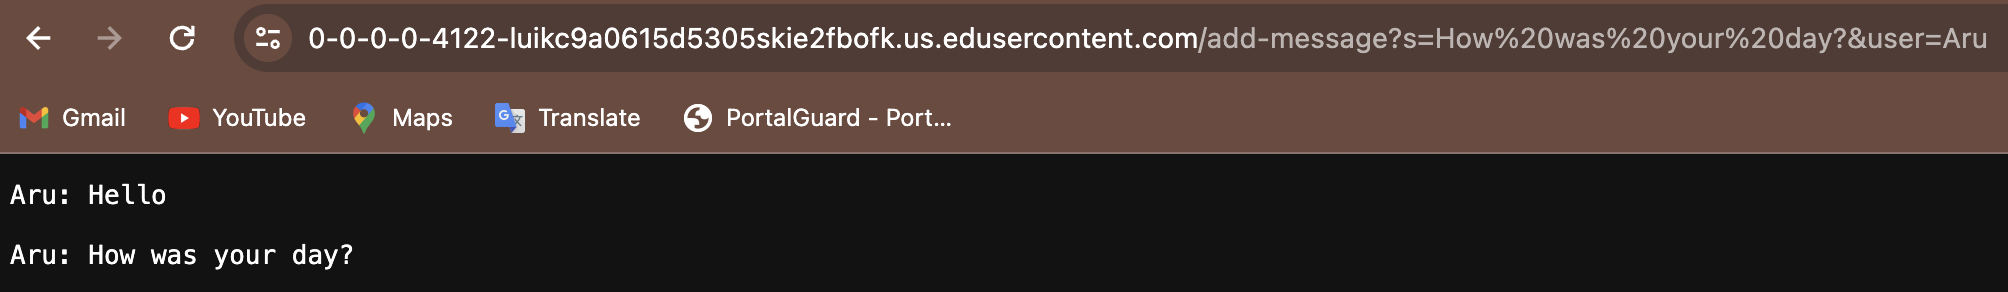 0-0-0-0-4122-luikc9a0615d5305skie2fbofk.us.edusercontent.com/add-message?s=How%20was%20your%20day?&user=Aru
Gmail YouTube Maps Translate PortalGuard - Port...
Aru: Hello
Aru: How was your day?